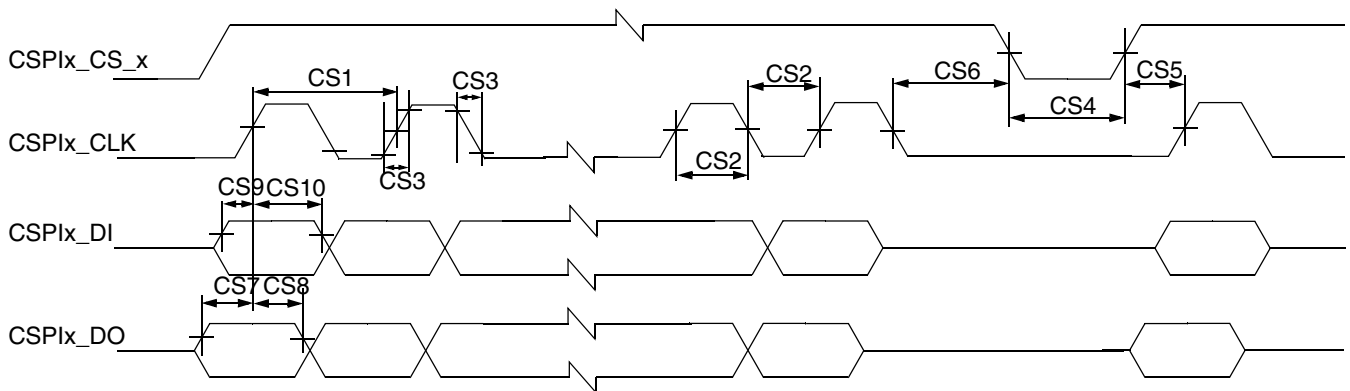 CSPIx_CS_x
CS1
CS3
CS2
CS6
CS5
CS4
CSPIx_CLK
CS3
CS2
CS9
CS10
CSPIx_DI
CS7
CS8
CSPIx_DO